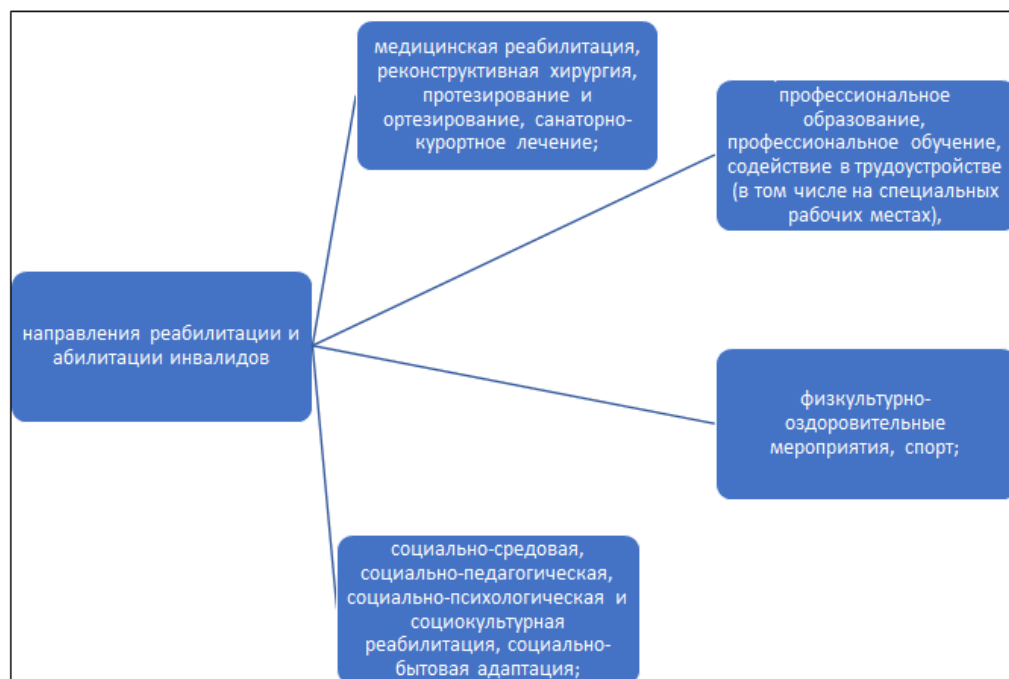 медицинская реабилитация,
реконструктивная хирургия,
протезирование и
ортезирование, санаторно-
курортное лечение;
профессиональное
образование,
профессиональное обучение,
содействие в трудоустройстве
(в том числе на специальных
рабочих местах),
направления реабилитации и
абилитации инвалидов
физкультурно-
оздоровительные
мероприятия, спорт;
социально-средовая,
социально-педагогическая,
социально-психологическая и
социокультурная
реабилитация, социально-
бытовая адаптация;